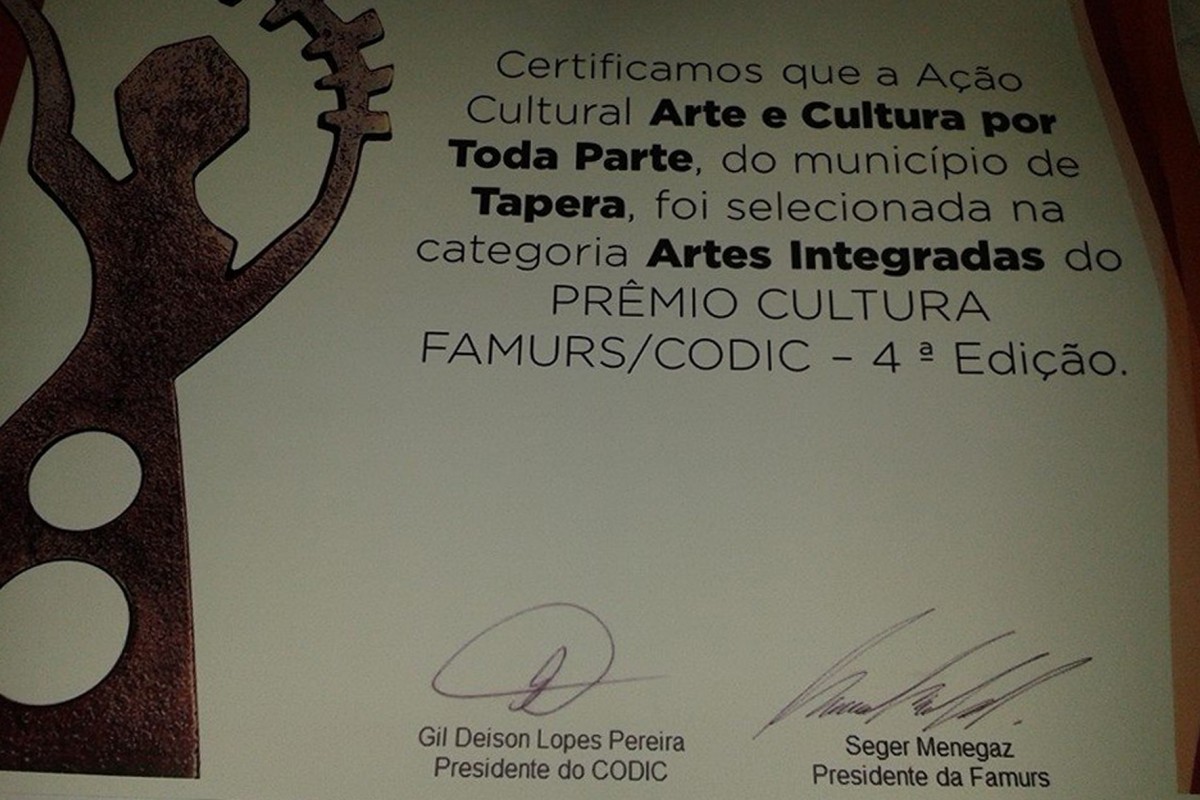 Certificamos que a Ação
Cultural Arte e Cultura por
Toda Parte, do município de
Tapera, foi selecionada na
categoria Artes Integradas do
PRÊMIO CULTURA
FAMURS/CODIC – 4 ª Edição.
Gil Deison Lopes Pereira
Presidente do CODIC
Seger Menegaz
Presidente da Famurs